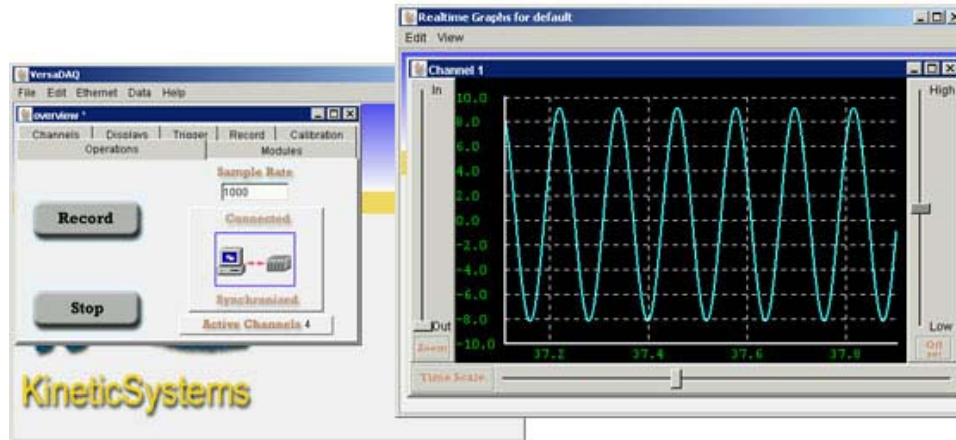 VersaDAQ
File Edit Ethernet Data Help
overview *
Channels Displays Trigger Record Calibration
Operations Modules
Sample Rate
1000
Record
Connected
Synchronized
Stop
Active Channels 4
KineticSystems
Realtime Graphs for default
Edit View
Channel 1
In
High
10.0
8.0
6.0
4.0
2.0
0.0
-2.0
-4.0
-6.0
-8.0
-10.0
Out
Low
Zoom
37.2 37.4 37.6 37.8
Off set
Time Scale